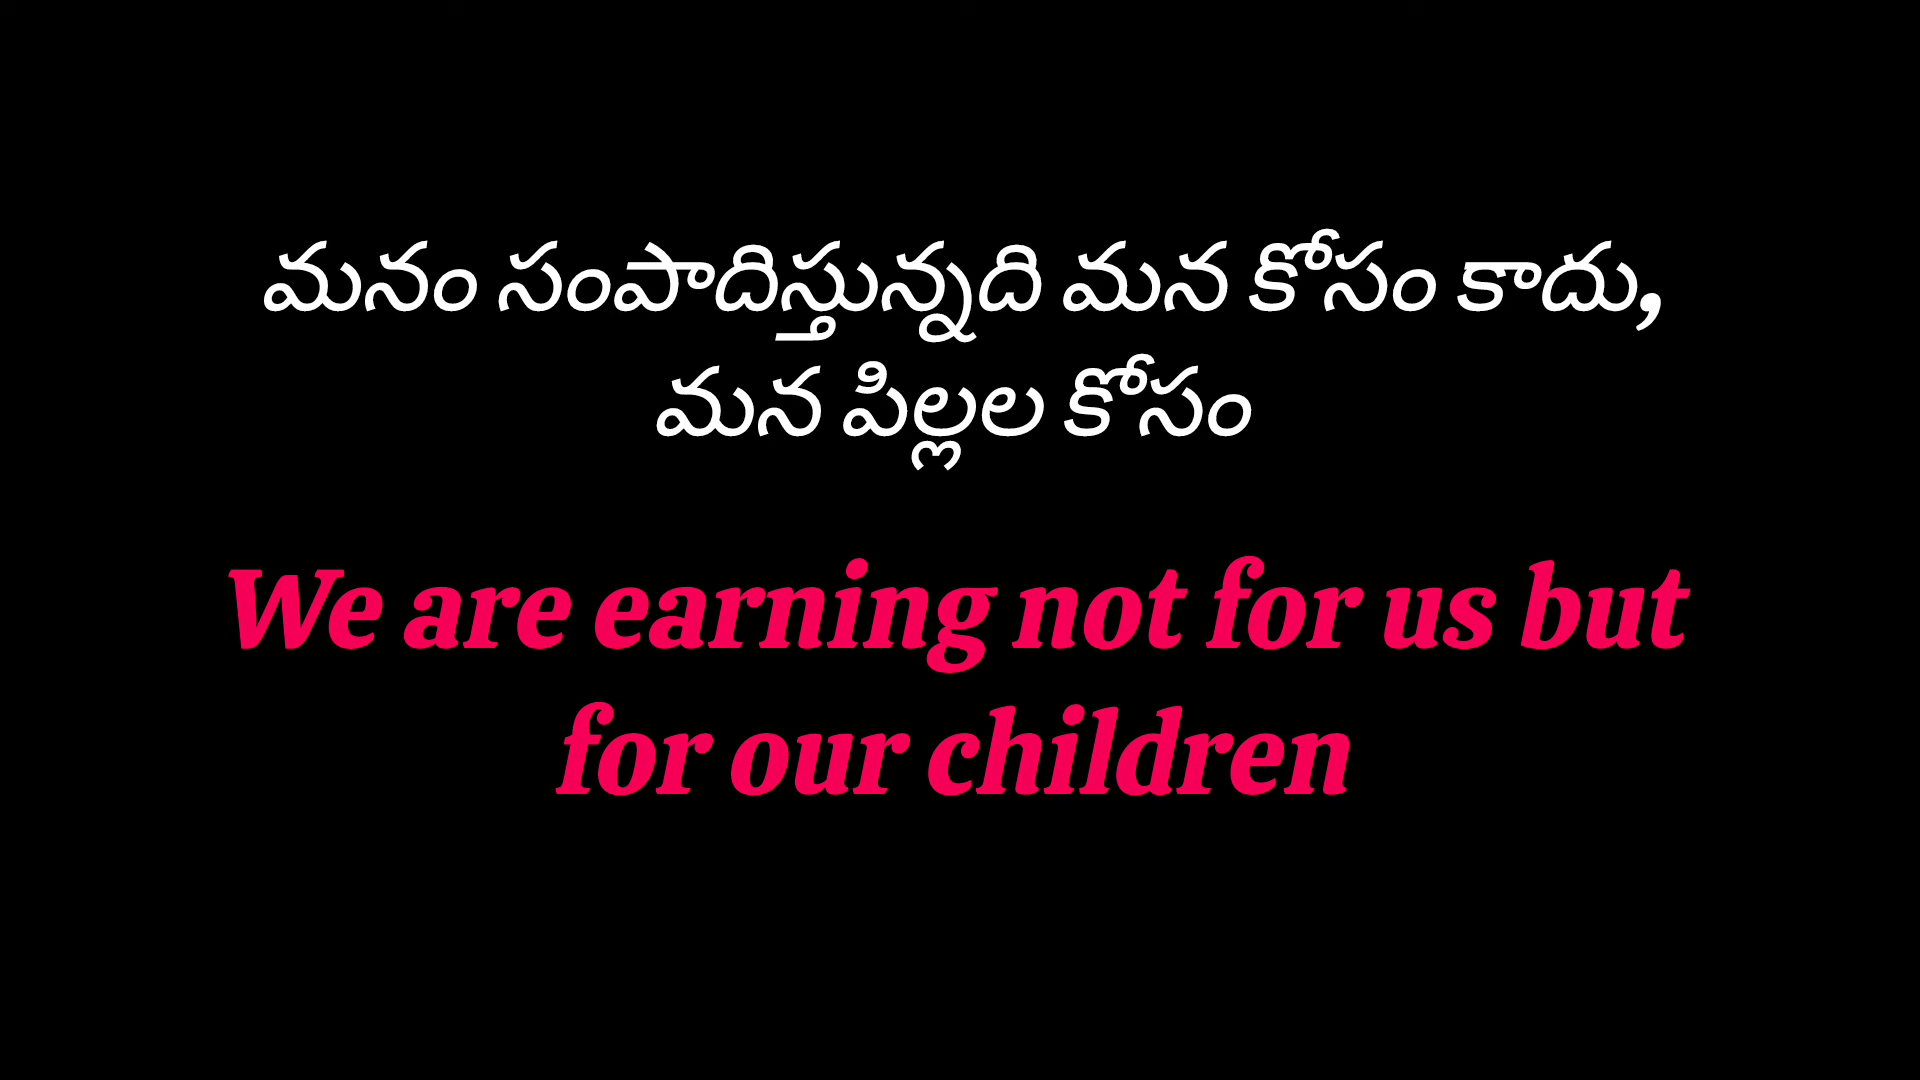 మనం సంపాదిస్తున్నది మన కోసం కాదు,
మన పిల్లల కోసం
We are earning not for us but
for our children